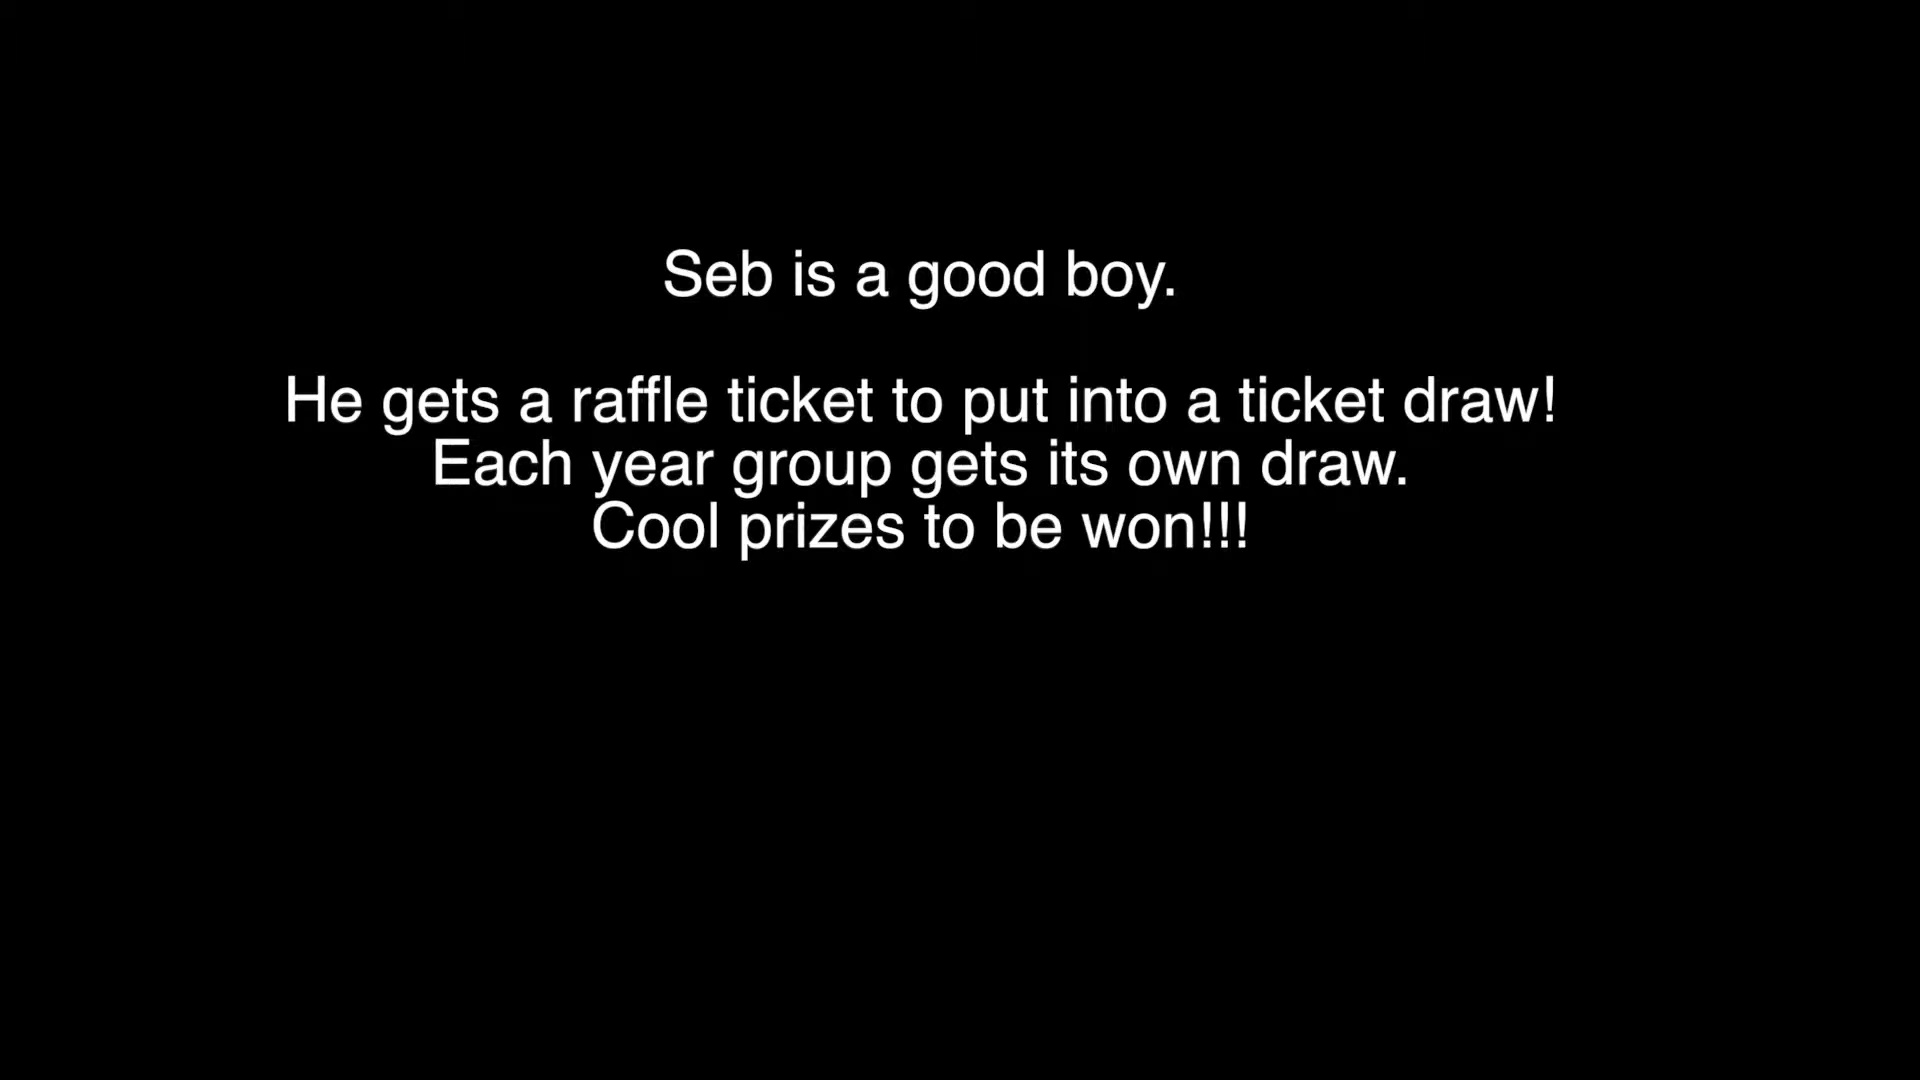 Seb is a good boy.
He gets a raffle ticket to put into a ticket draw!
Each year group gets its own draw.
Cool prizes to be won!!!